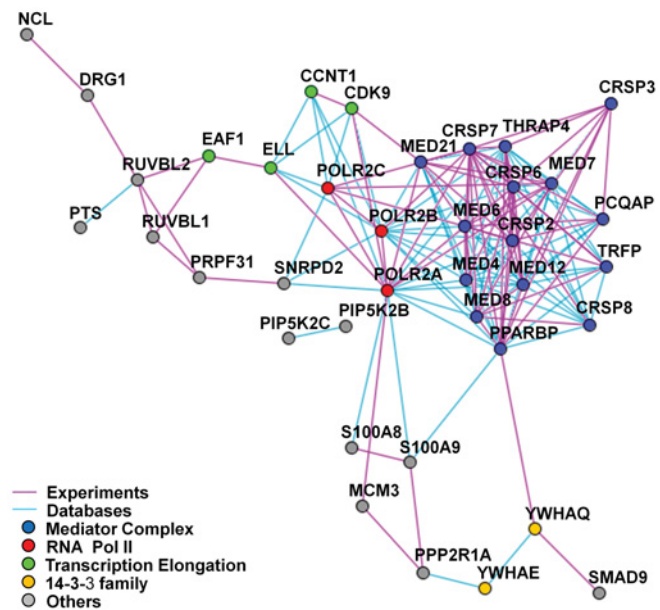 NCL
DRG1
CCNT1
CDK9
CRSP3
EAF1
ELL
MED21
CRSP7
THRAP4
RUVBL2
POLR2C
CRSP6
MED7
PTS
RUVBL1
POLR2B
MED6
CRSP2
PCQAP
PRPF31
SNRPD2
POLR2A
MED4
MED12
TRFP
PIP5K2C
PIP5K2B
MED8
PPARBP
CRSP8
S100A8
S100A9
MCM3
YWHAQ
PPP2R1A
YWHAE
SMAD9
Experiments
Databases
Mediator Complex
RNA Pol II
Transcription Elongation
14-3-3 family
Others